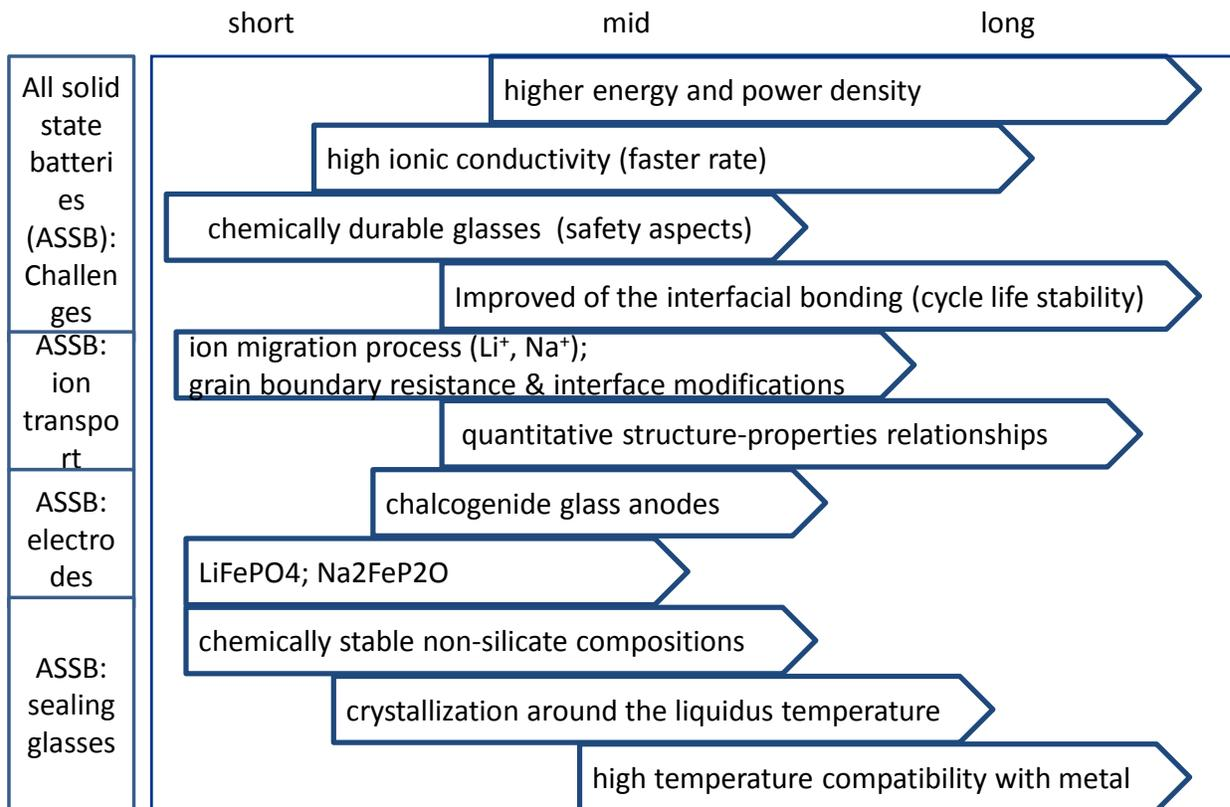 short mid long
All solid
state
batteri
es
(ASSB):
Challen
ges
higher energy and power density
high ionic conductivity (faster rate)
chemically durable glasses  (safety aspects)
Improved of the interfacial bonding (cycle life stability)
ASSB:
ion
transpo
rt
ion migration process (Li⁺, Na⁺);
grain boundary resistance & interface modifications
quantitative structure-properties relationships
ASSB:
electro
des
chalcogenide glass anodes
LiFePO4; Na2FeP2O
ASSB:
sealing
glasses
chemically stable non-silicate compositions
crystallization around the liquidus temperature
high temperature compatibility with metal